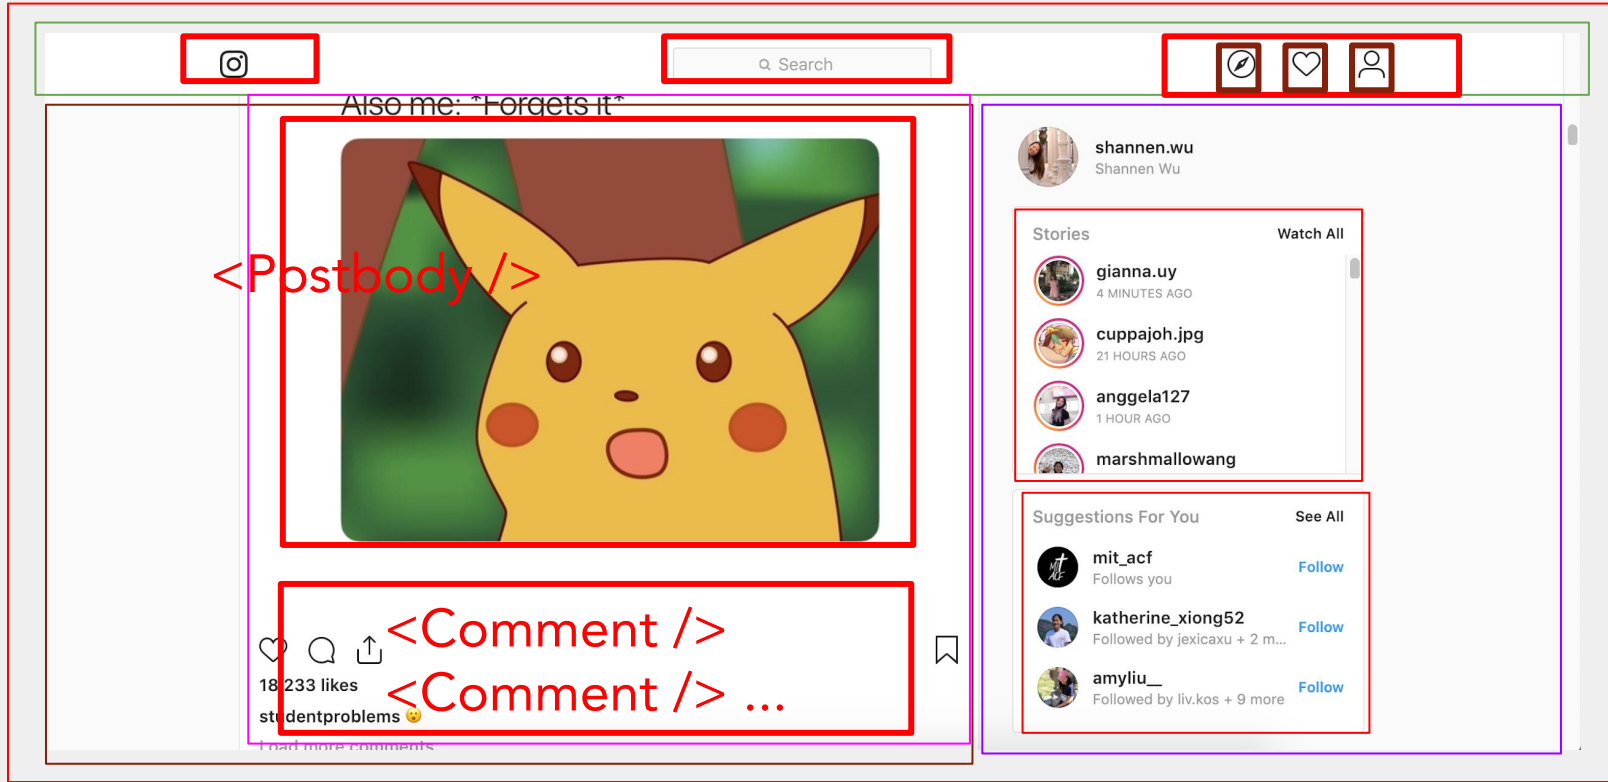 Search
Also me: *Forgets it*
<Postbody />
<Comment />
<Comment /> ...
18,233 likes
studentproblems 😮
Load more comments
shannen.wu
Shannen Wu
Stories Watch All
gianna.uy
4 MINUTES AGO
cuppajoh.jpg
21 HOURS AGO
anggela127
1 HOUR AGO
marshmallowang
Suggestions For You See All
MIT ACF
mit_acf Follow
Follows you
katherine_xiong52 Follow
Followed by jexicaxu + 2 m...
amyliu__ Follow
Followed by liv.kos + 9 more